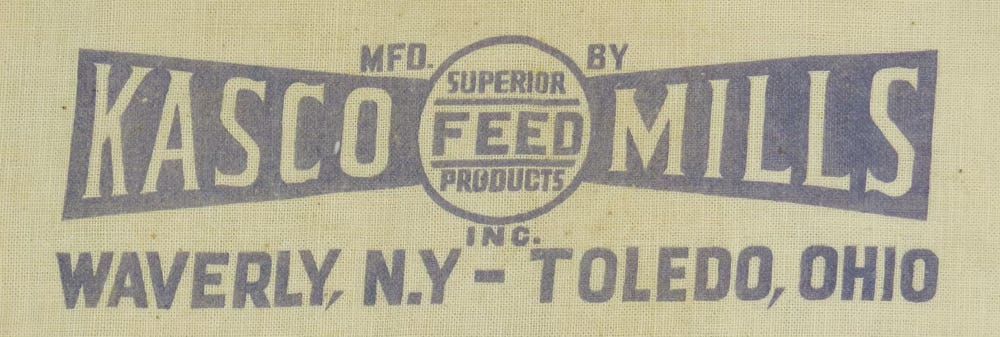 MFD. BY
KASCO MILLS
SUPERIOR
FEED
PRODUCTS
INC.
WAVERLY, N.Y - TOLEDO, OHIO